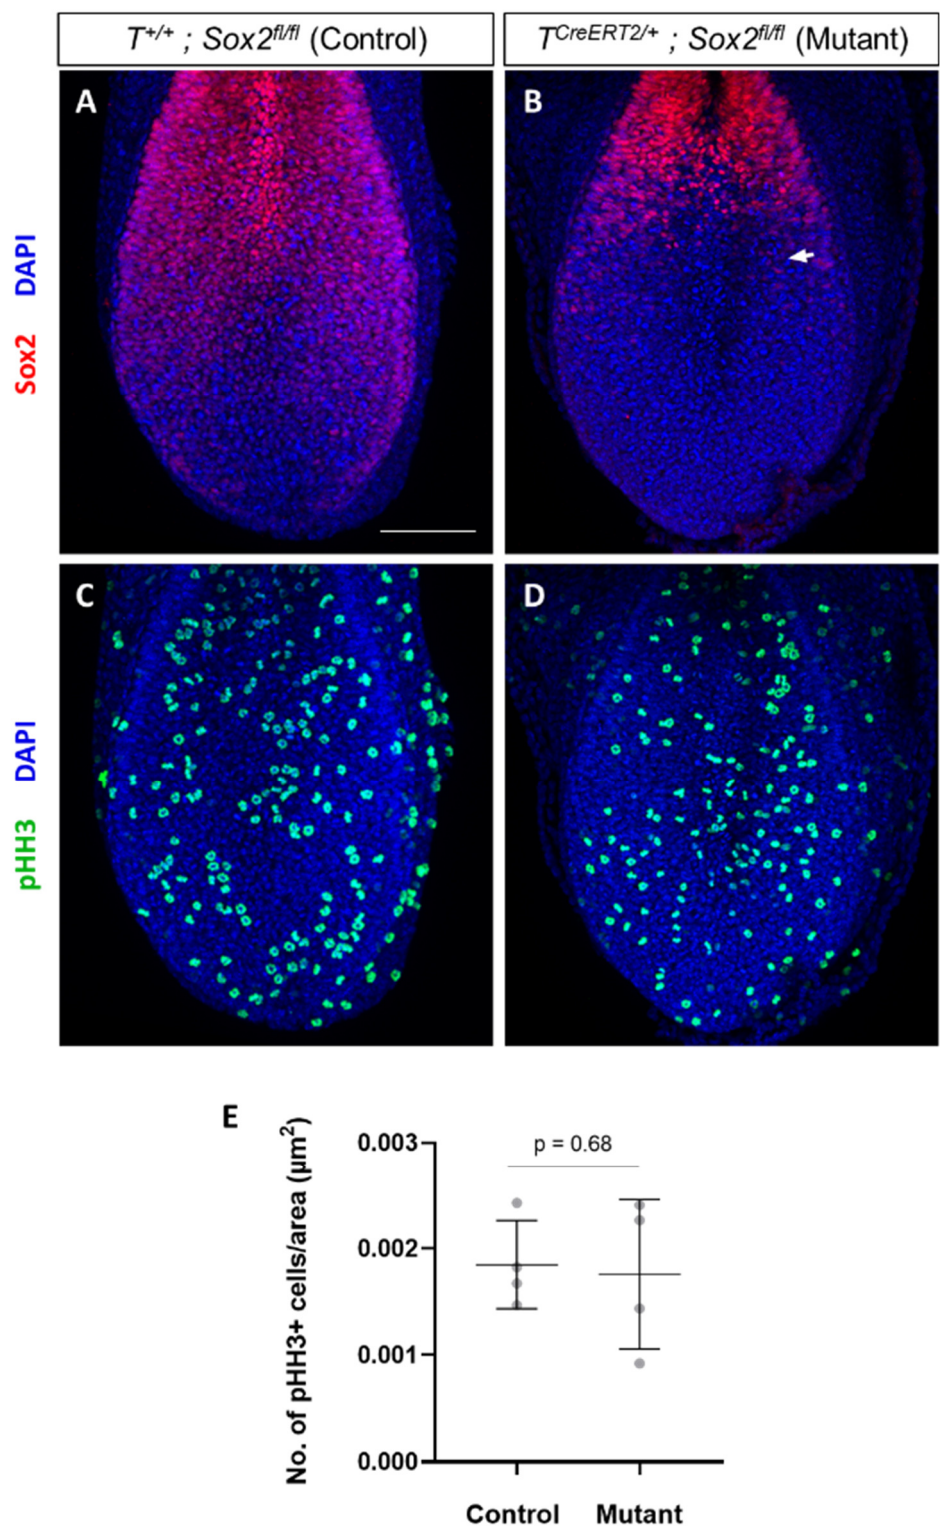 T+/+ ; Sox2fl/fl (Control)
TCreERT2/+ ; Sox2fl/fl (Mutant)
A
B
Sox2 DAPI
C
D
pHH3 DAPI
E
No. of pHH3+ cells/area (µm2)
p = 0.68
0.003
0.002
0.001
0.000
Control
Mutant